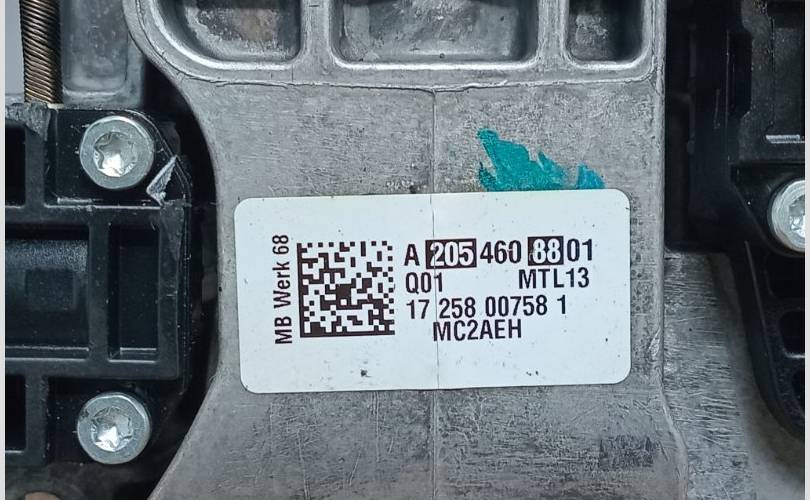 MB Werk 68
A 205 460 88 01
Q01 MTL13
17 258 00758 1
MC2AEH